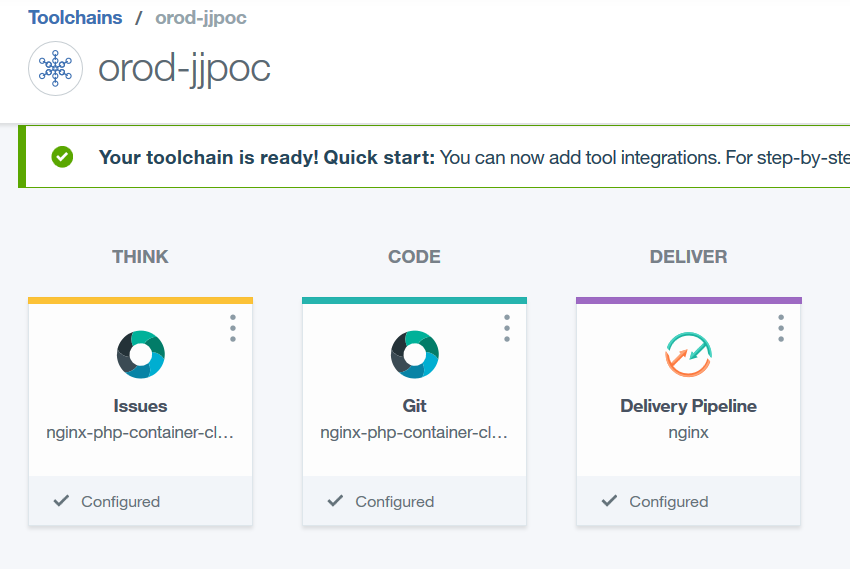 Toolchains / orod-jjpoc
orod-jjpoc
Your toolchain is ready! Quick start: You can now add tool integrations. For step-by-ste
THINK
CODE
DELIVER
Issues
nginx-php-container-cl...
Configured
Git
nginx-php-container-cl...
Configured
Delivery Pipeline
nginx
Configured